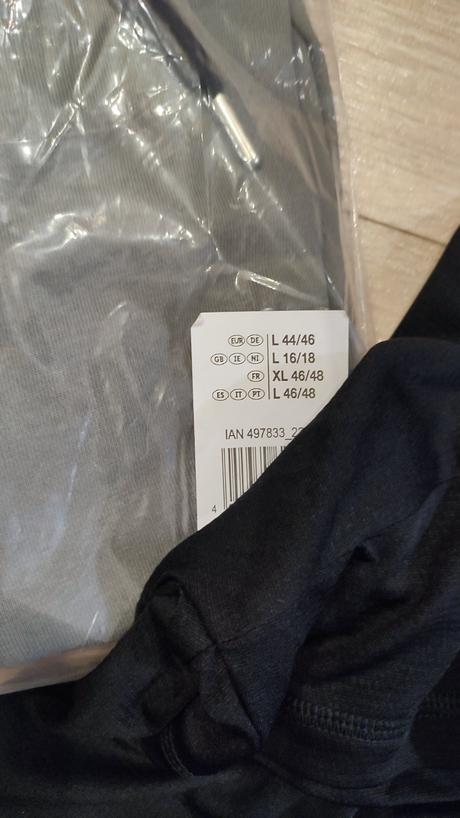 EUR DE L 44/46
GB IE NI L 16/18
FR XL 46/48
ES IT PT L 46/48
IAN 497833_
4